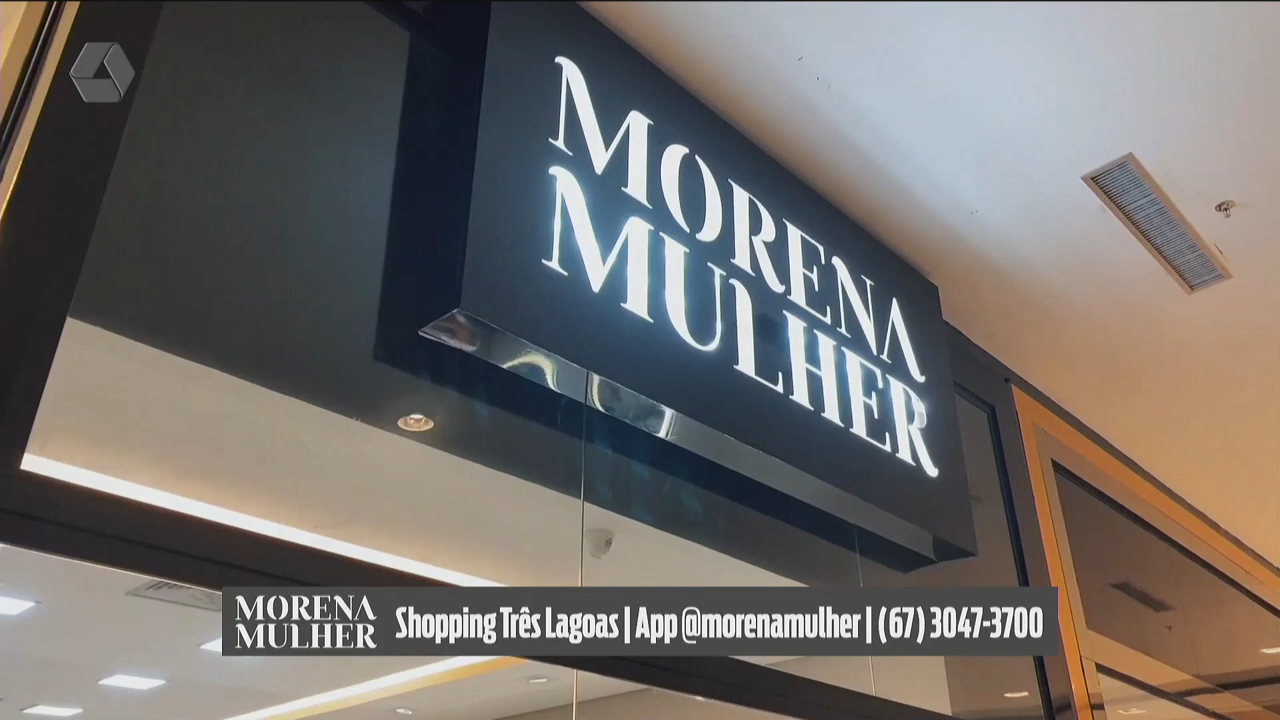 MORENA
MULHER
MORENA
MULHER
Shopping Três Lagoas | App @morenamulher | (67) 3047-3700